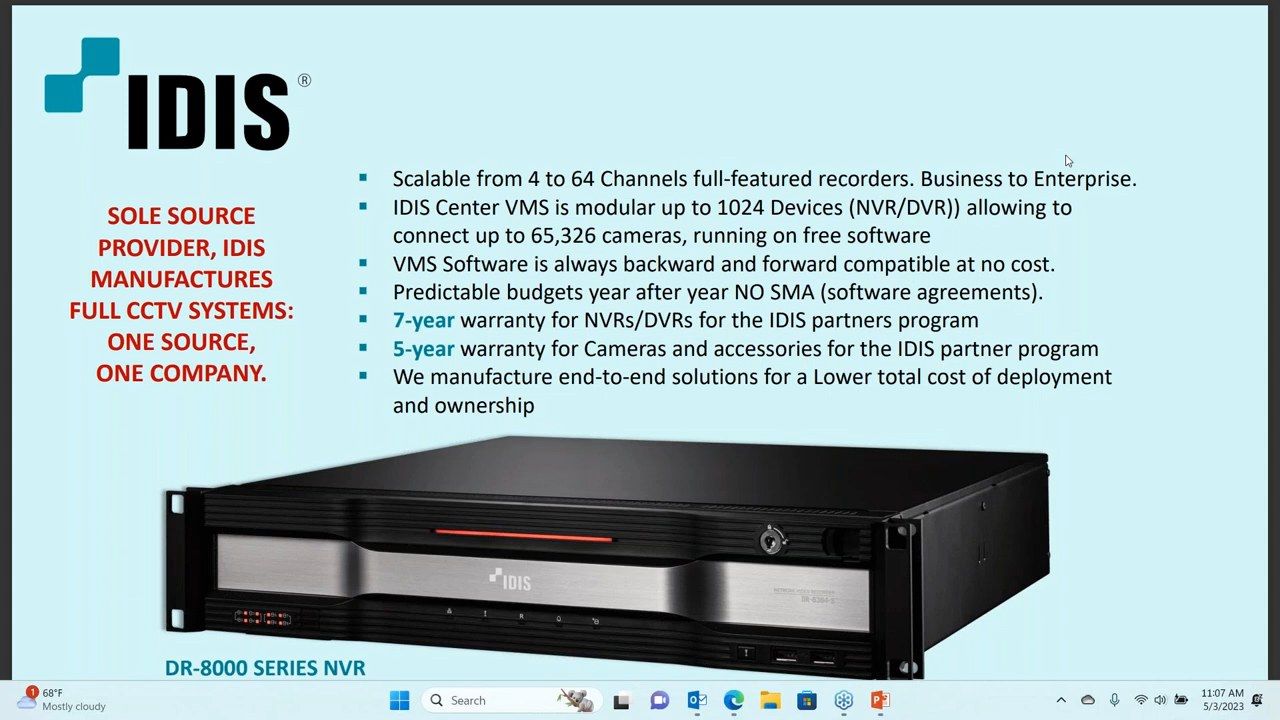 IDIS®
SOLE SOURCE
PROVIDER, IDIS
MANUFACTURES
FULL CCTV SYSTEMS:
ONE SOURCE,
ONE COMPANY.
▪ Scalable from 4 to 64 Channels full-featured recorders. Business to Enterprise.
▪ IDIS Center VMS is modular up to 1024 Devices (NVR/DVR)) allowing to
connect up to 65,326 cameras, running on free software
▪ VMS Software is always backward and forward compatible at no cost.
▪ Predictable budgets year after year NO SMA (software agreements).
▪ 7-year warranty for NVRs/DVRs for the IDIS partners program
▪ 5-year warranty for Cameras and accessories for the IDIS partner program
▪ We manufacture end-to-end solutions for a Lower total cost of deployment
and ownership
IDIS
DR-8000 SERIES NVR
1
68°F
Mostly cloudy
Search
11:07 AM
5/3/2023